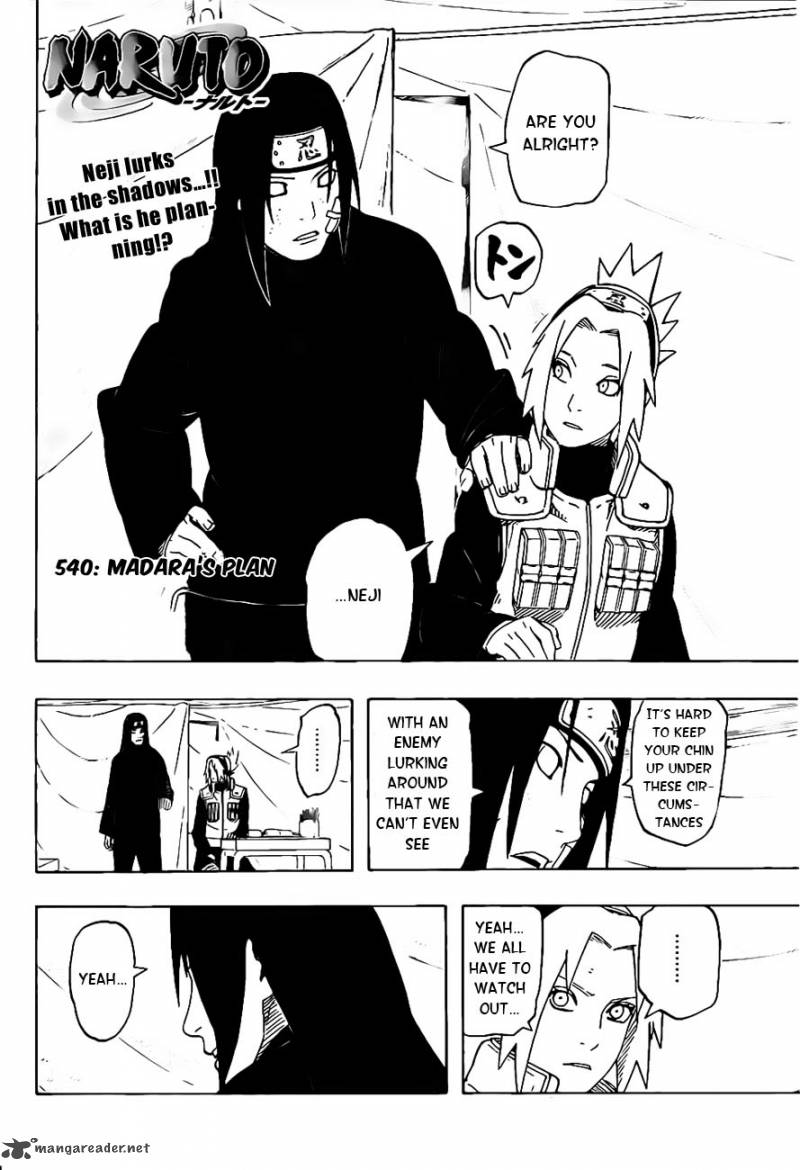 NARUTO
-ナルト-
Neji lurks
in the shadows...!!
What is he plan-
ning!?
ARE YOU
ALRIGHT?
トン
忍
忍
540: MADARA'S PLAN
...NEJI
IT'S HARD
TO KEEP
YOUR CHIN
UP UNDER
THESE CIR-
CUMS-
TANCES
WITH AN
ENEMY
LURKING
AROUND
THAT WE
CAN'T EVEN
SEE
........
........
YEAH...
WE ALL
HAVE TO
WATCH
OUT...
YEAH...
mangareader.net